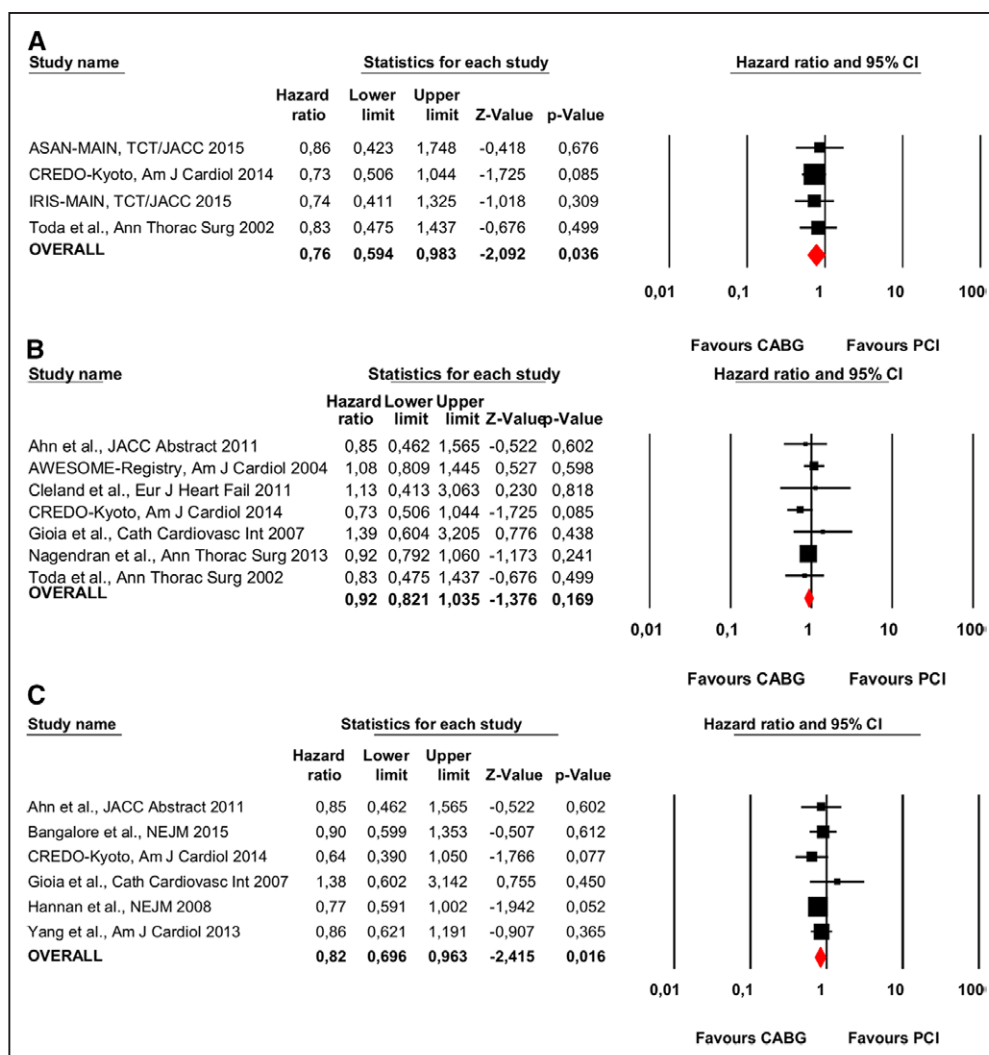 A
Study name Statistics for each study Hazard ratio and 95% CI
Hazard Lower Upper
ratio limit limit Z-Value p-Value
ASAN-MAIN, TCT/JACC 2015 0,86 0,423 1,748 -0,418 0,676
CREDO-Kyoto, Am J Cardiol 2014 0,73 0,506 1,044 -1,725 0,085
IRIS-MAIN, TCT/JACC 2015 0,74 0,411 1,325 -1,018 0,309
Toda et al., Ann Thorac Surg 2002 0,83 0,475 1,437 -0,676 0,499
OVERALL 0,76 0,594 0,983 -2,092 0,036
0,01 0,1 1 10 100
Favours CABG Favours PCI
B
Study name Statistics for each study Hazard ratio and 95% CI
Hazard Lower Upper
ratio limit limit Z-Value p-Value
Ahn et al., JACC Abstract 2011 0,85 0,462 1,565 -0,522 0,602
AWESOME-Registry, Am J Cardiol 2004 1,08 0,809 1,445 0,527 0,598
Cleland et al., Eur J Heart Fail 2011 1,13 0,413 3,063 0,230 0,818
CREDO-Kyoto, Am J Cardiol 2014 0,73 0,506 1,044 -1,725 0,085
Gioia et al., Cath Cardiovasc Int 2007 1,39 0,604 3,205 0,776 0,438
Nagendran et al., Ann Thorac Surg 2013 0,92 0,792 1,060 -1,173 0,241
Toda et al., Ann Thorac Surg 2002 0,83 0,475 1,437 -0,676 0,499
OVERALL 0,92 0,821 1,035 -1,376 0,169
0,01 0,1 1 10 100
Favours CABG Favours PCI
C
Study name Statistics for each study Hazard ratio and 95% CI
Hazard Lower Upper
ratio limit limit Z-Value p-Value
Ahn et al., JACC Abstract 2011 0,85 0,462 1,565 -0,522 0,602
Bangalore et al., NEJM 2015 0,90 0,599 1,353 -0,507 0,612
CREDO-Kyoto, Am J Cardiol 2014 0,64 0,390 1,050 -1,766 0,077
Gioia et al., Cath Cardiovasc Int 2007 1,38 0,602 3,142 0,755 0,450
Hannan et al., NEJM 2008 0,77 0,591 1,002 -1,942 0,052
Yang et al., Am J Cardiol 2013 0,86 0,621 1,191 -0,907 0,365
OVERALL 0,82 0,696 0,963 -2,415 0,016
0,01 0,1 1 10 100
Favours CABG Favours PCI